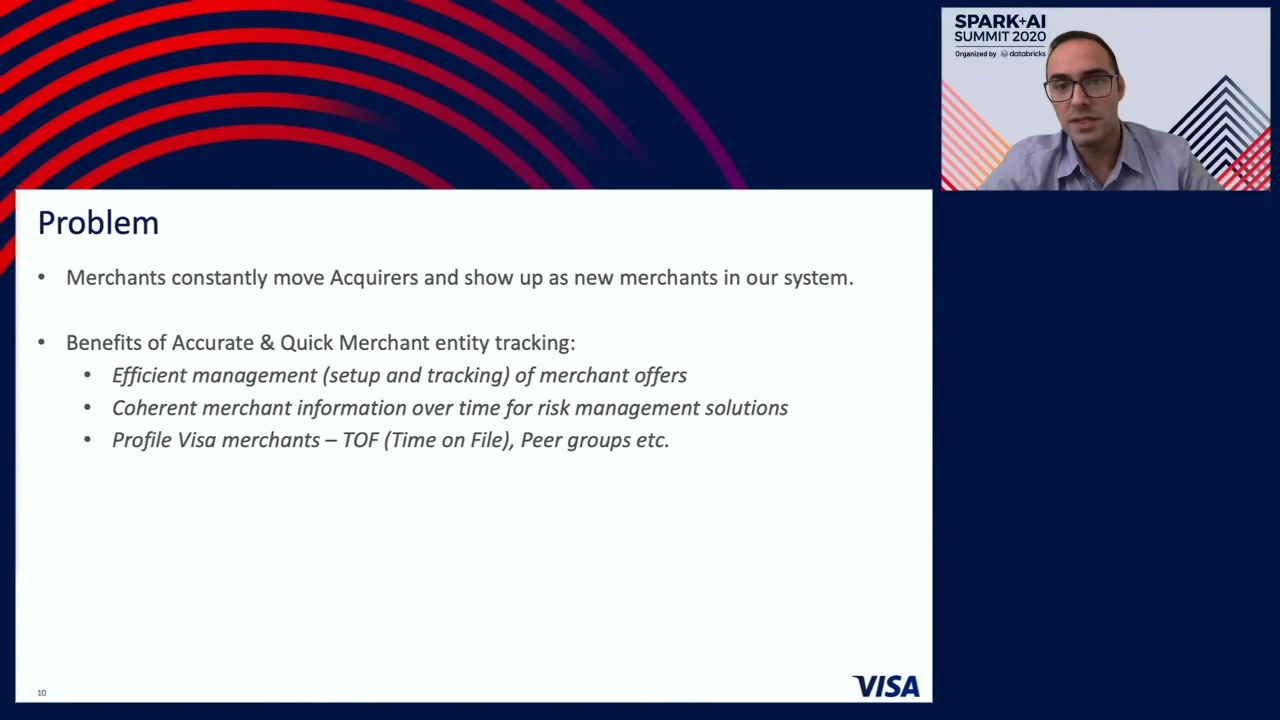 SPARK+AI
SUMMIT 2020
Organized by databricks
Problem
• Merchants constantly move Acquirers and show up as new merchants in our system.
• Benefits of Accurate & Quick Merchant entity tracking:
• Efficient management (setup and tracking) of merchant offers
• Coherent merchant information over time for risk management solutions
• Profile Visa merchants – TOF (Time on File), Peer groups etc.
10
VISA